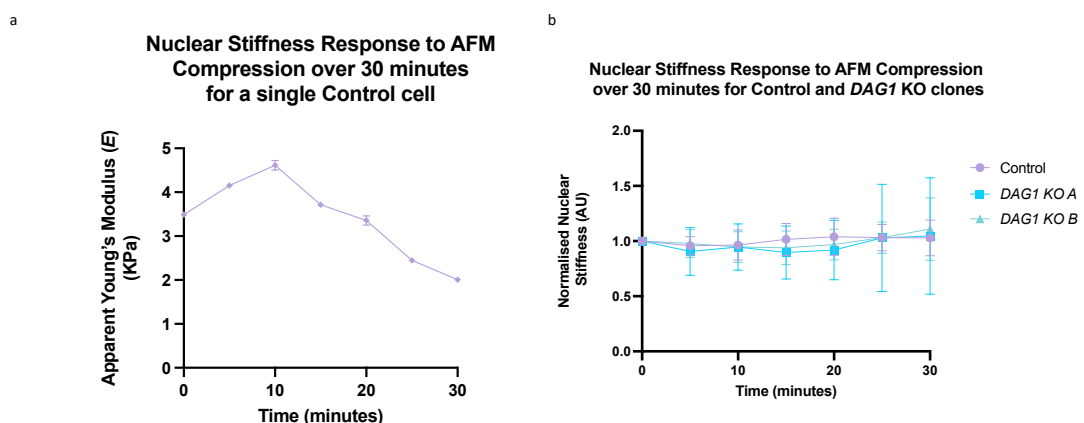 a
Nuclear Stiffness Response to AFM
Compression over 30 minutes
for a single Control cell
Apparent Young's Modulus (E)
(KPa)
5
4
3
2
1
0
0
10
20
30
Time (minutes)
b
Nuclear Stiffness Response to AFM Compression
over 30 minutes for Control and DAG1 KO clones
Normalised Nuclear
Stiffness (AU)
2.0
1.5
1.0
0.5
0.0
0
10
20
30
Time (minutes)
Control
DAG1 KO A
DAG1 KO B